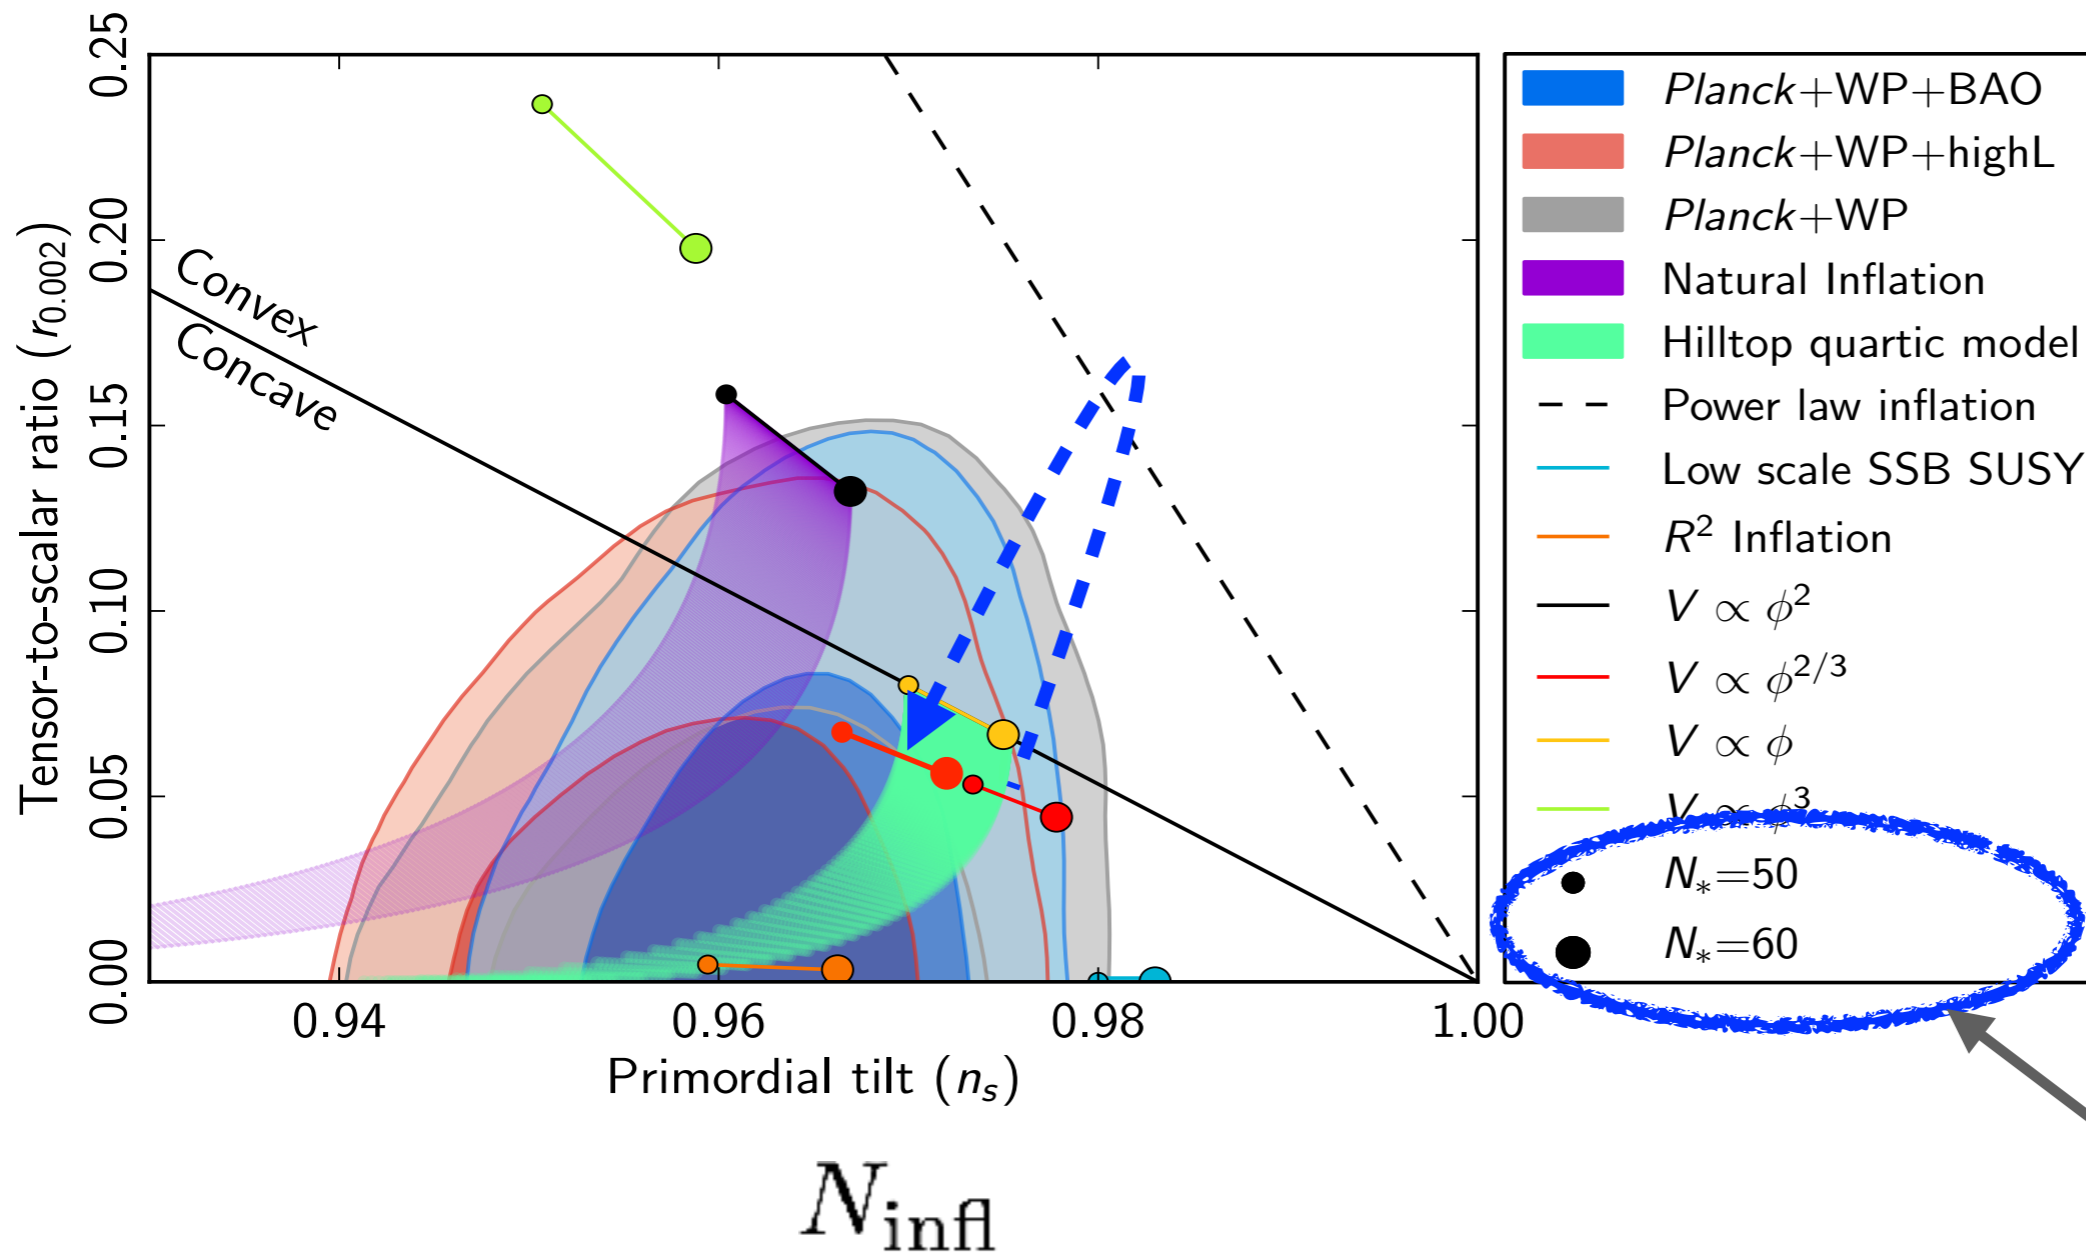 Tensor-to-scalar ratio (r0.002)
0.25
0.20
0.15
0.10
0.05
0.00
Convex
Concave
0.94 0.96 0.98 1.00
Primordial tilt (ns)
Planck+WP+BAO
Planck+WP+highL
Planck+WP
Natural Inflation
Hilltop quartic model
Power law inflation
Low scale SSB SUSY
R² Inflation
V ∝ ϕ²
V ∝ ϕ^2/3
V ∝ ϕ
V ∝ ϕ³
N*=50
N*=60
Ninfl